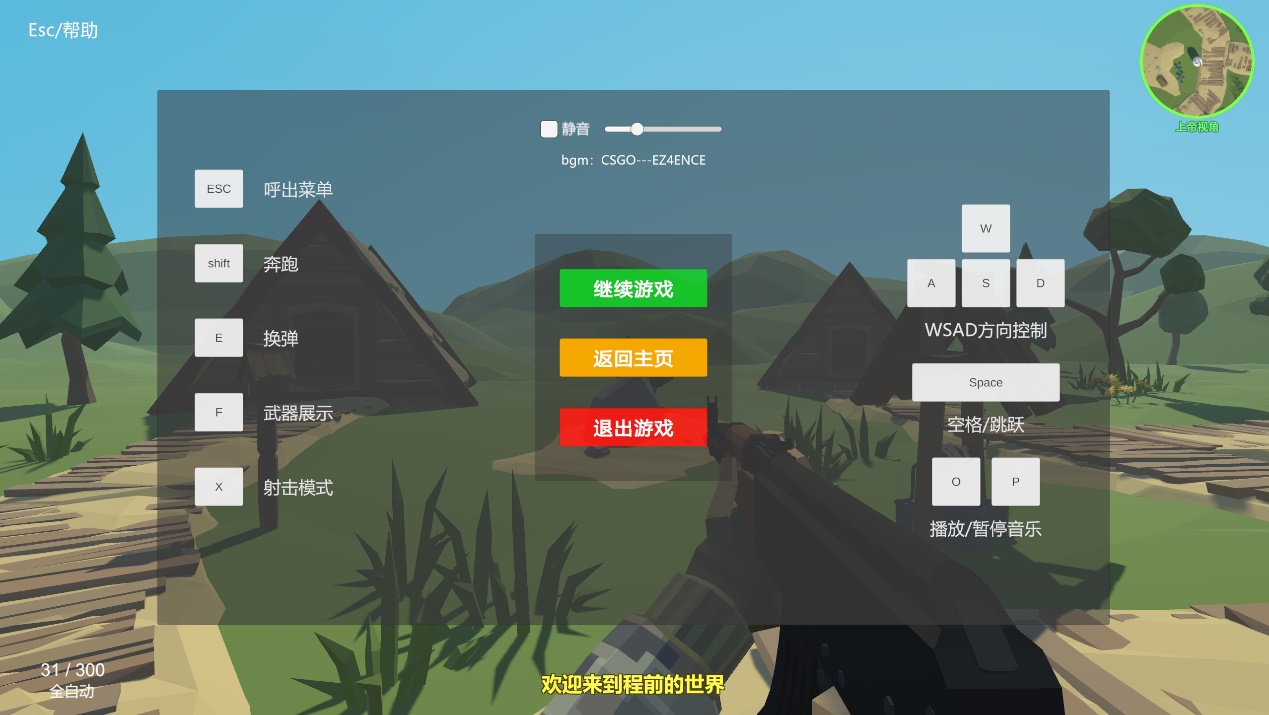 Esc/帮助
上帝视角
静音
bgm：CSGO---EZ4ENCE
ESC 呼出菜单
shift 奔跑
E 换弹
F 武器展示
X 射击模式
继续游戏
返回主页
退出游戏
W
A S D
WSAD方向控制
Space
空格/跳跃
O P
播放/暂停音乐
31 / 300
全自动
欢迎来到程前的世界